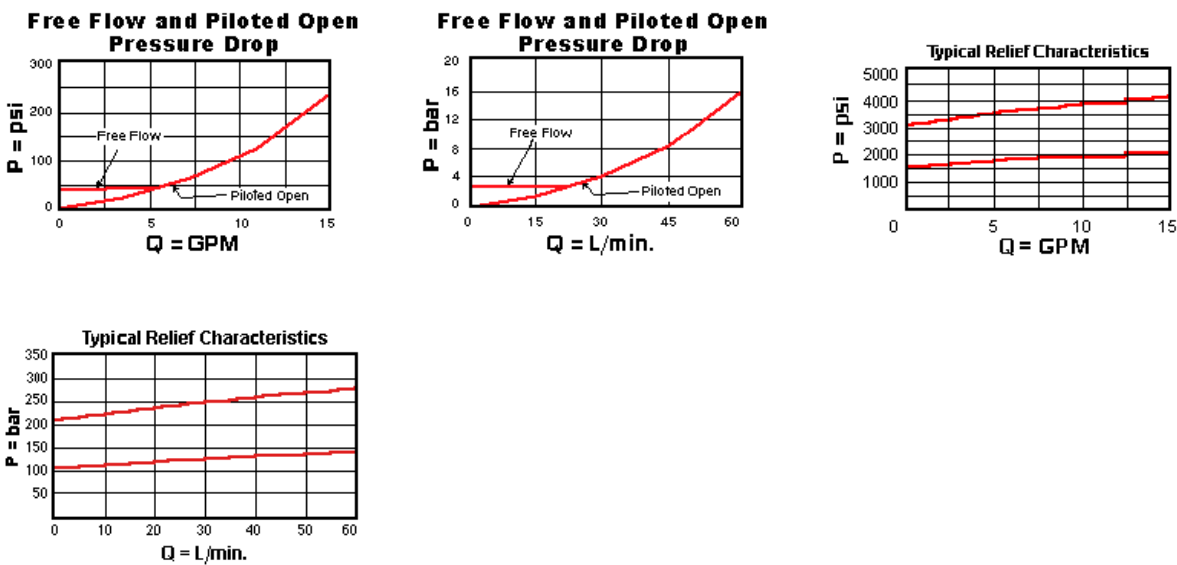 Free Flow and Piloted Open
Pressure Drop
300
200
100
0
P = psi
Free Flow
Piloted Open
0 5 10 15
Q = GPM
Free Flow and Piloted Open
Pressure Drop
20
16
12
8
4
0
P = bar
Free Flow
Piloted Open
0 15 30 45 60
Q = L/min.
Typical Relief Characteristics
5000
4000
3000
2000
1000
P = psi
0 5 10 15
Q = GPM
Typical Relief Characteristics
350
300
250
200
150
100
50
P = bar
0 10 20 30 40 50 60
Q = L/min.